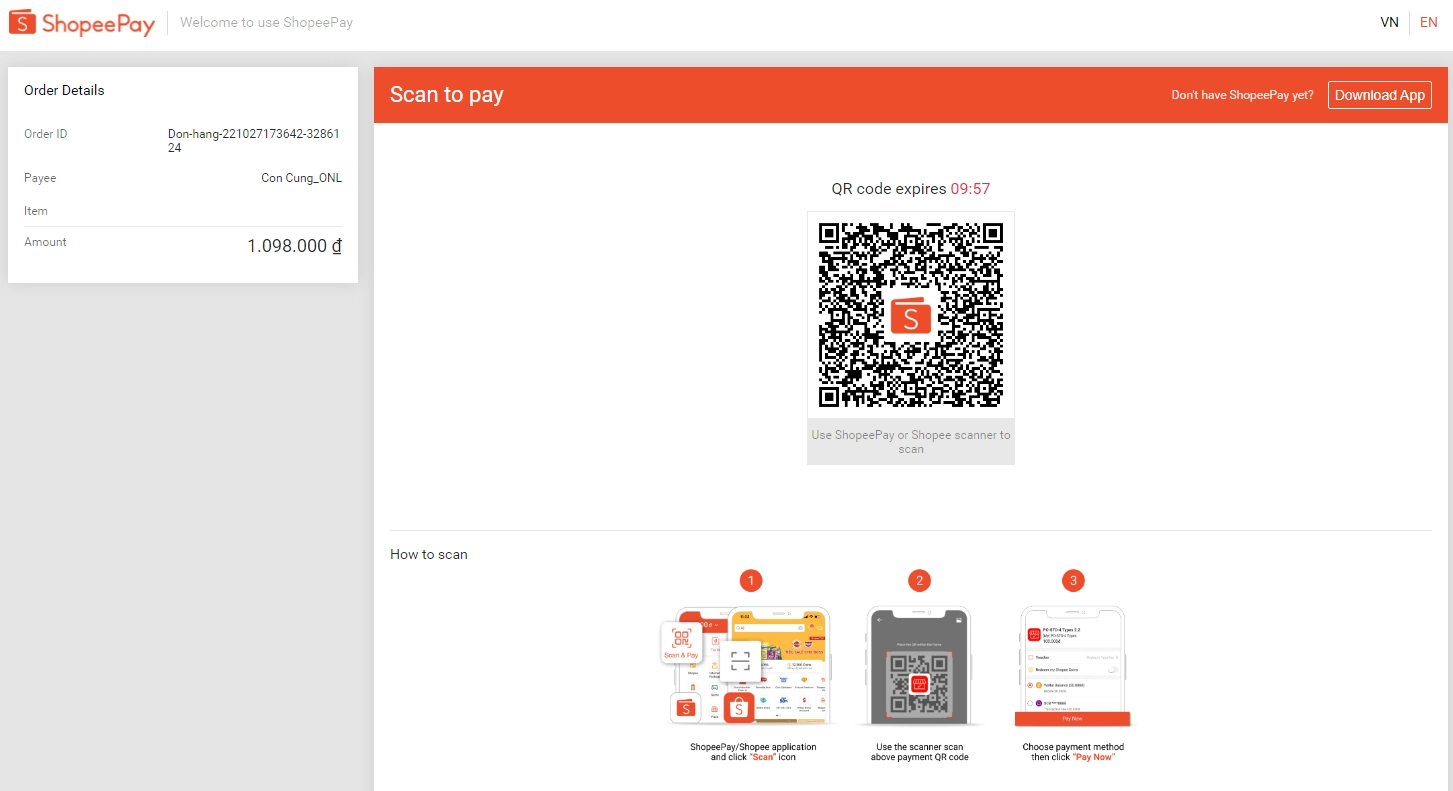 ShopeePay
Welcome to use ShopeePay
VN
EN
Order Details
Order ID
Don-hang-221027173642-32861
24
Payee
Con Cung_ONL
Item
Amount
1.098.000 ₫
Scan to pay
Don't have ShopeePay yet?
Download App
QR code expires 09:57
S
Use ShopeePay or Shopee scanner to
scan
How to scan
1
2
3
Scan & Pay
Pay Now
ShopeePay/Shopee application
and click "Scan" icon
Use the scanner scan
above payment QR code
Choose payment method
then click "Pay Now"